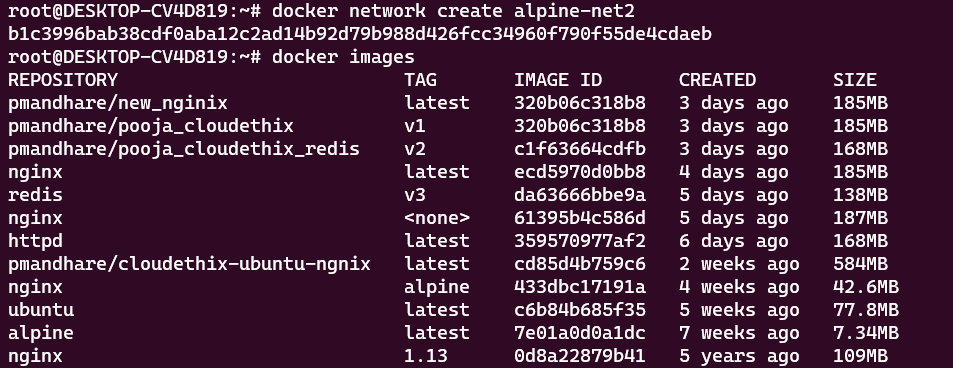 root@DESKTOP-CV4D819:~# docker network create alpine-net2
b1c3996bab38cdf0aba12c2ad14b92d79b988d426fcc34960f790f55de4cdaeb
root@DESKTOP-CV4D819:~# docker images
REPOSITORY TAG IMAGE ID CREATED SIZE
pmandhare/new_nginix latest 320b06c318b8 3 days ago 185MB
pmandhare/pooja_cloudethix v1 320b06c318b8 3 days ago 185MB
pmandhare/pooja_cloudethix_redis v2 c1f63664cdfb 3 days ago 168MB
nginx latest ecd5970d0bb8 4 days ago 185MB
redis v3 da63666bbe9a 5 days ago 138MB
nginx <none> 61395b4c586d 5 days ago 187MB
httpd latest 359570977af2 6 days ago 168MB
pmandhare/cloudethix-ubuntu-ngnix latest cd85d4b759c6 2 weeks ago 584MB
nginx alpine 433dbc17191a 4 weeks ago 42.6MB
ubuntu latest c6b84b685f35 5 weeks ago 77.8MB
alpine latest 7e01a0d0a1dc 7 weeks ago 7.34MB
nginx 1.13 0d8a22879b41 5 years ago 109MB